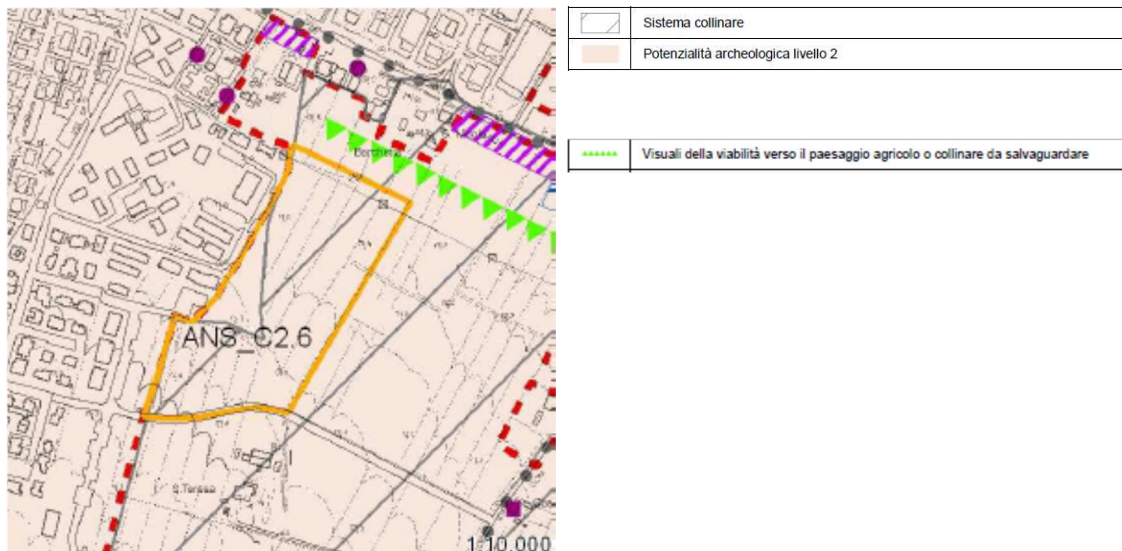 Sistema collinare
Potenzialità archeologica livello 2
Visuali della viabilità verso il paesaggio agricolo o collinare da salvaguardare
ANS_C2.6
S.Teresa
1:10.000